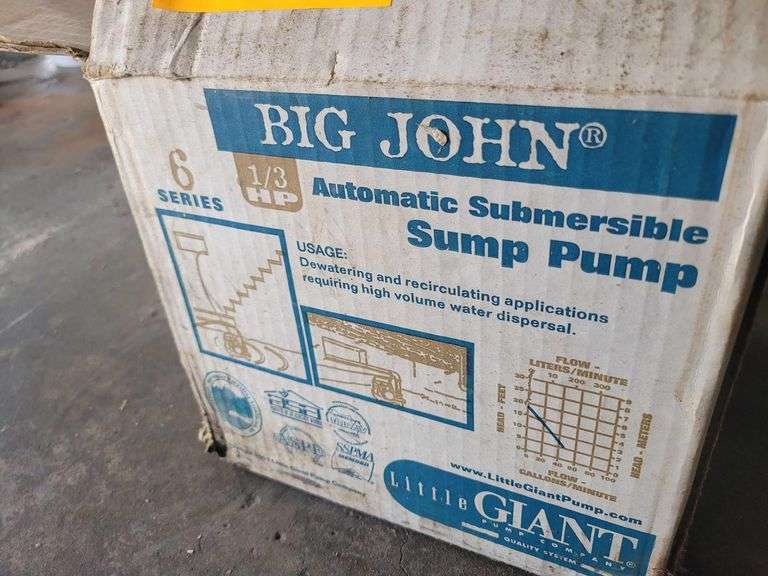 BIG JOHN®
6
SERIES
1/3
HP
Automatic Submersible
Sump Pump
USAGE:
Dewatering and recirculating applications
requiring high volume water dispersal.
FLOW -
LITERS/MINUTE
HEAD - FEET
HEAD - METERS
FLOW -
GALLONS/MINUTE
SSPMA
www.LittleGiantPump.com
Little GIANT®
PUMP COMPANY
QUALITY SYSTEM